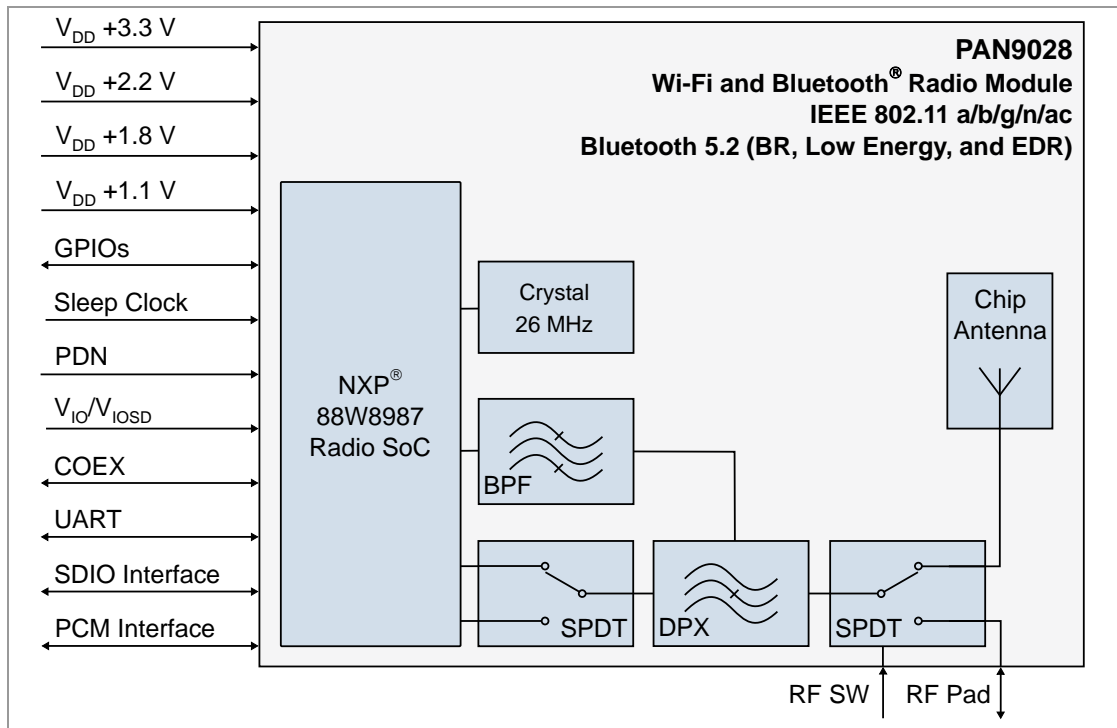 V_DD +3.3 V
V_DD +2.2 V
V_DD +1.8 V
V_DD +1.1 V
GPIOs
Sleep Clock
PDN
V_IO/V_IOSD
COEX
UART
SDIO Interface
PCM Interface
PAN9028
Wi-Fi and Bluetooth® Radio Module
IEEE 802.11 a/b/g/n/ac
Bluetooth 5.2 (BR, Low Energy, and EDR)
NXP®
88W8987
Radio SoC
Crystal
26 MHz
BPF
SPDT
DPX
SPDT
Chip
Antenna
RF SW
RF Pad